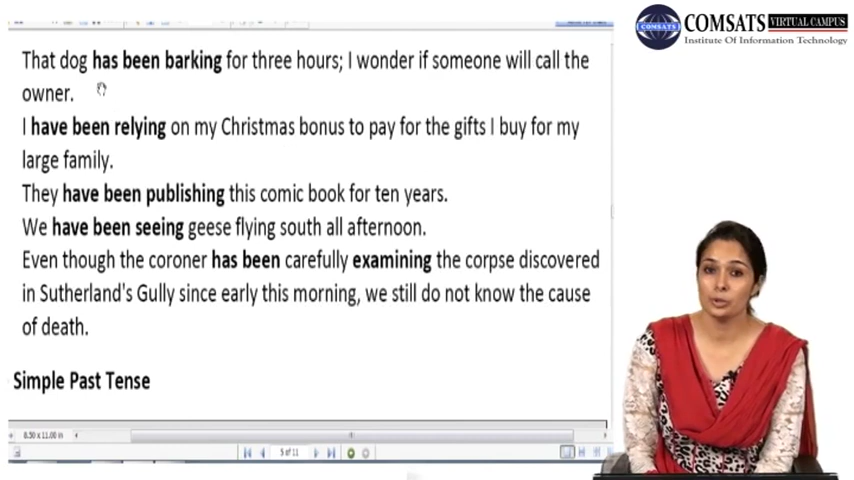 COMSATS VIRTUAL CAMPUS
Institute Of Information Technology
That dog has been barking for three hours; I wonder if someone will call the
owner.
I have been relying on my Christmas bonus to pay for the gifts I buy for my
large family.
They have been publishing this comic book for ten years.
We have been seeing geese flying south all afternoon.
Even though the coroner has been carefully examining the corpse discovered
in Sutherland's Gully since early this morning, we still do not know the cause
of death.
Simple Past Tense
8.50 x 11.00 in
5 of 11